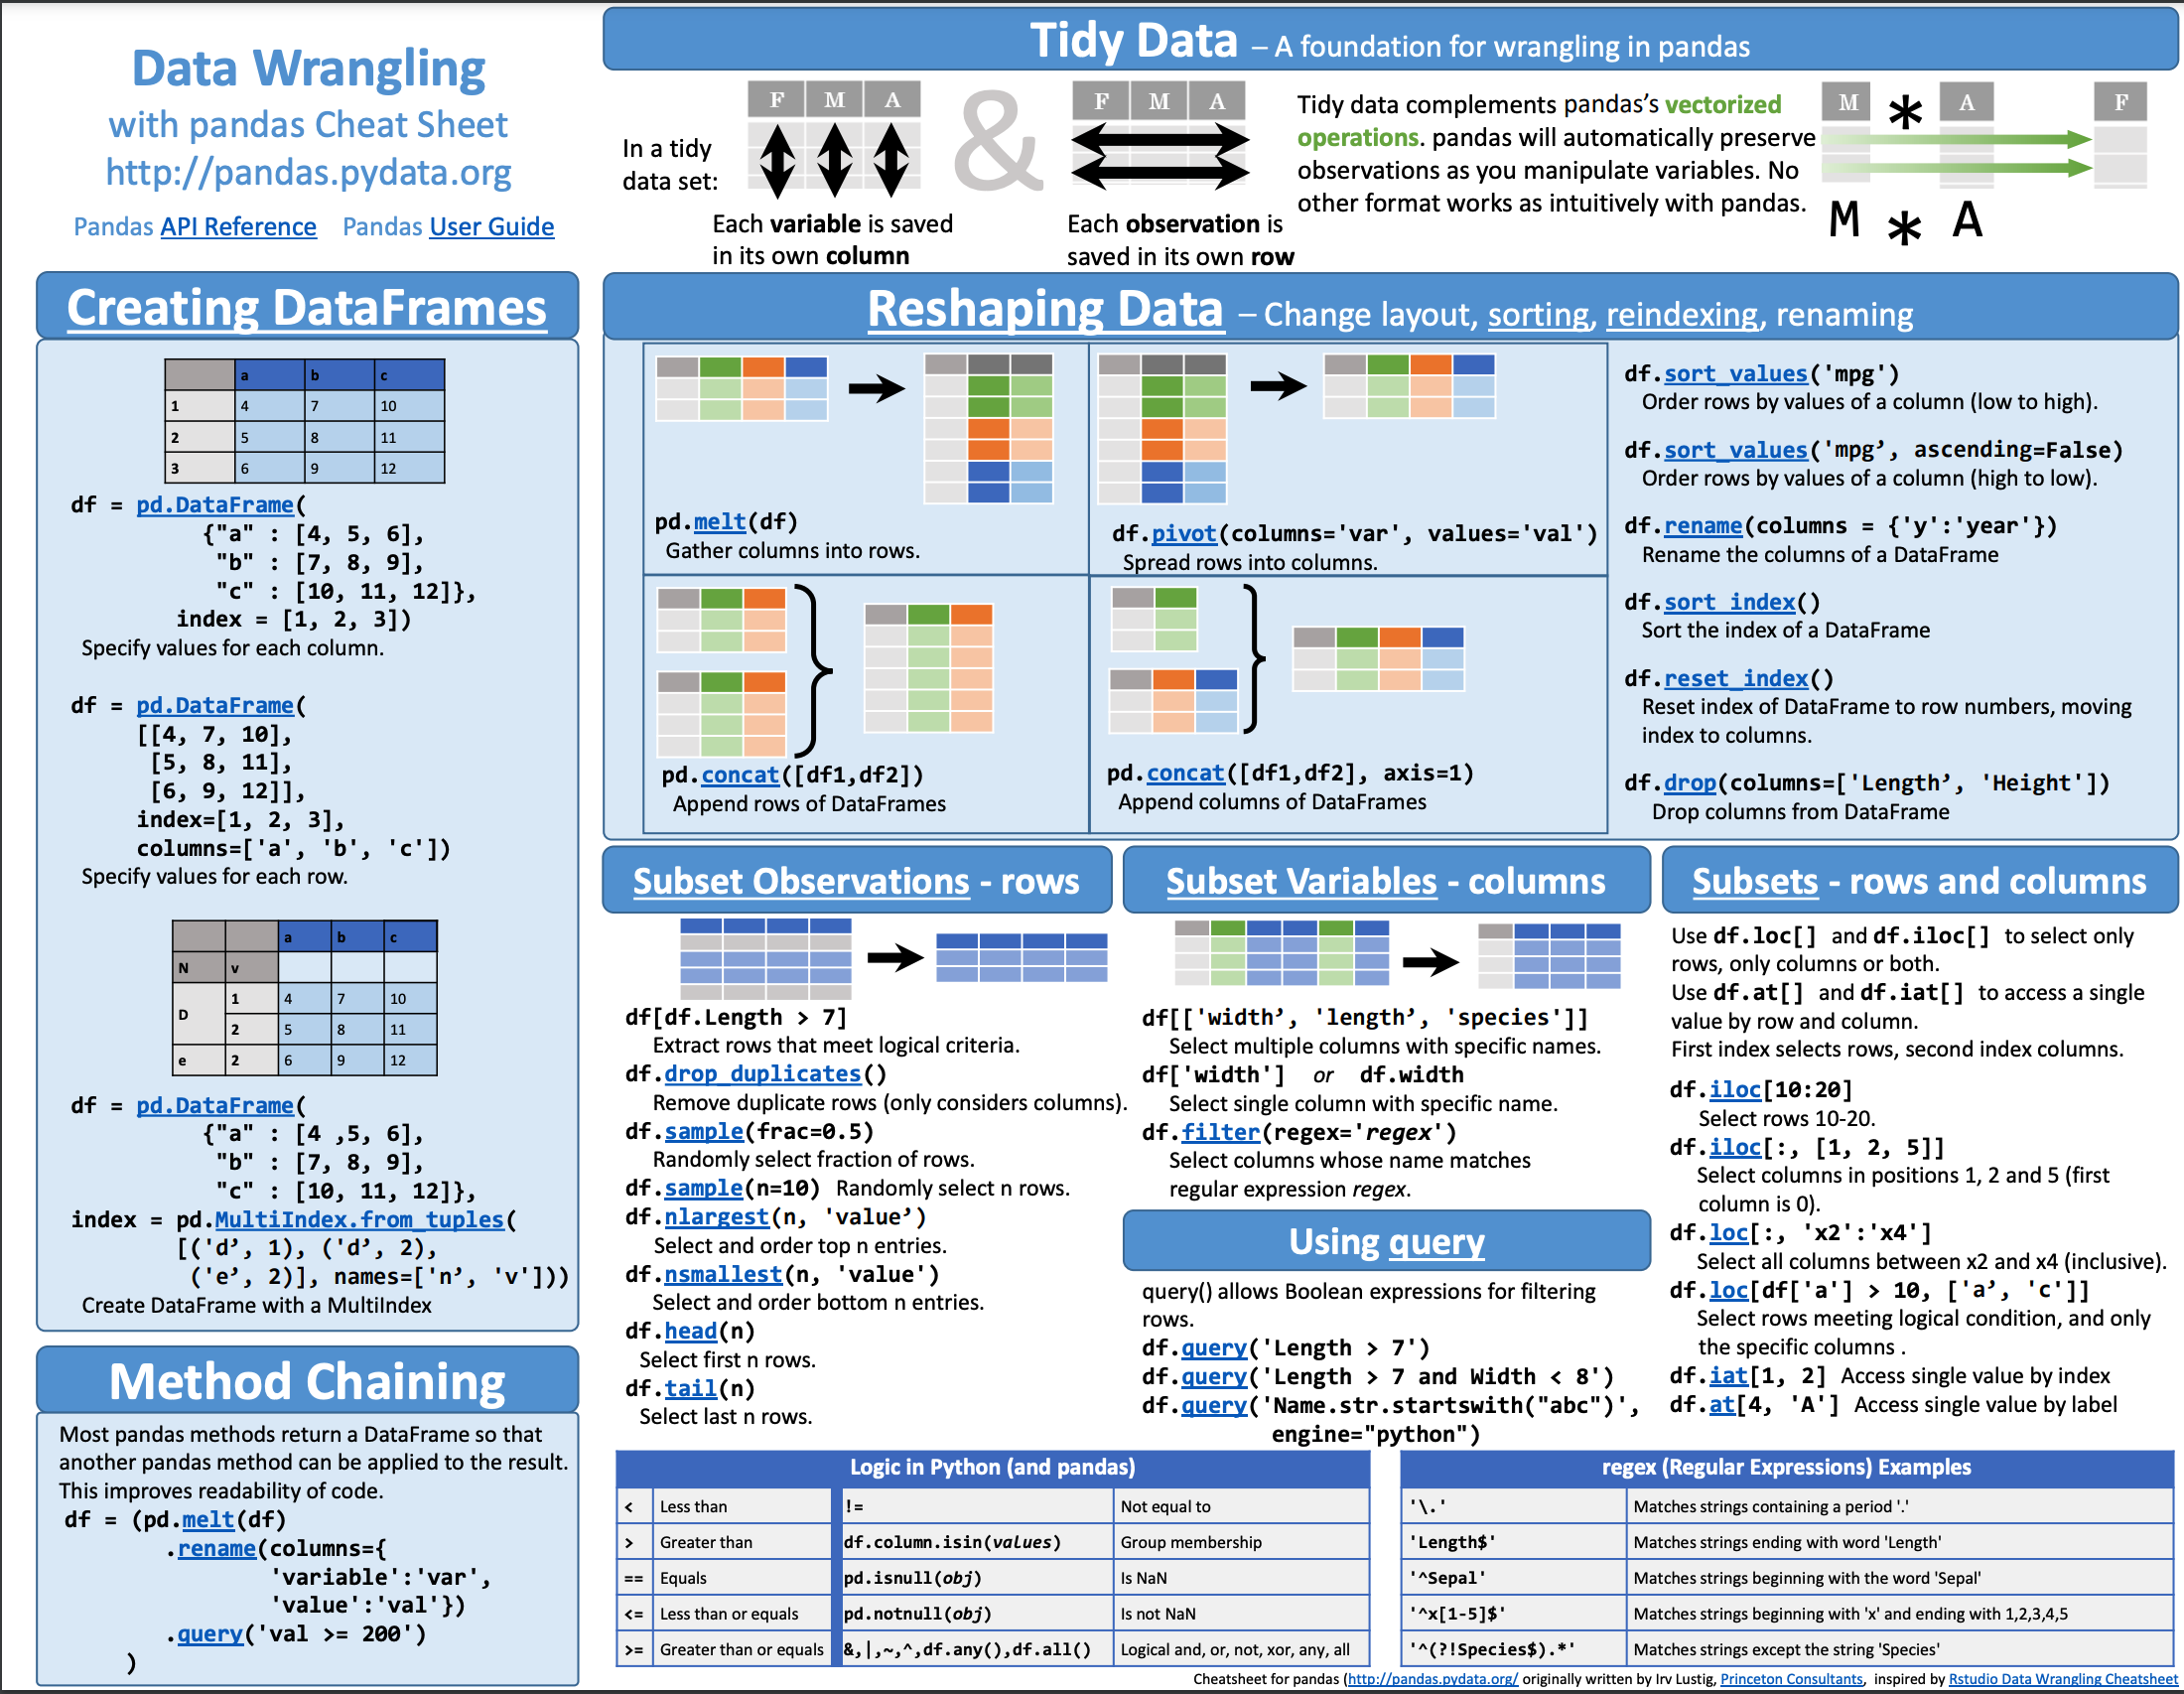 Data Wrangling
with pandas Cheat Sheet
http://pandas.pydata.org
Pandas API Reference Pandas User Guide
Creating DataFrames
a b c
1 4 7 10
2 5 8 11
3 6 9 12
df = pd.DataFrame(
{"a" : [4, 5, 6],
"b" : [7, 8, 9],
"c" : [10, 11, 12]},
index = [1, 2, 3])
Specify values for each column.
df = pd.DataFrame(
[[4, 7, 10],
[5, 8, 11],
[6, 9, 12]],
index=[1, 2, 3],
columns=['a', 'b', 'c'])
Specify values for each row.
a b c
N v
D 1 4 7 10
2 5 8 11
e 2 6 9 12
df = pd.DataFrame(
{"a" : [4 ,5, 6],
"b" : [7, 8, 9],
"c" : [10, 11, 12]},
index = pd.MultiIndex.from_tuples(
[('d’, 1), ('d’, 2),
('e’, 2)], names=['n’, 'v']))
Create DataFrame with a MultiIndex
Method Chaining
Most pandas methods return a DataFrame so that
another pandas method can be applied to the result.
This improves readability of code.
df = (pd.melt(df)
.rename(columns={
'variable':'var',
'value':'val'})
.query('val >= 200')
)
Tidy Data – A foundation for wrangling in pandas
In a tidy
data set:
F M A
&
F M A
Each variable is saved
in its own column
Each observation is
saved in its own row
Tidy data complements pandas’s vectorized
operations. pandas will automatically preserve
observations as you manipulate variables. No
other format works as intuitively with pandas.
M * A F
M * A
Reshaping Data – Change layout, sorting, reindexing, renaming
pd.melt(df)
Gather columns into rows.
df.pivot(columns='var', values='val')
Spread rows into columns.
pd.concat([df1,df2])
Append rows of DataFrames
pd.concat([df1,df2], axis=1)
Append columns of DataFrames
df.sort_values('mpg')
Order rows by values of a column (low to high).
df.sort_values('mpg’, ascending=False)
Order rows by values of a column (high to low).
df.rename(columns = {'y':'year'})
Rename the columns of a DataFrame
df.sort_index()
Sort the index of a DataFrame
df.reset_index()
Reset index of DataFrame to row numbers, moving
index to columns.
df.drop(columns=['Length’, 'Height'])
Drop columns from DataFrame
Subset Observations - rows
df[df.Length > 7]
Extract rows that meet logical criteria.
df.drop_duplicates()
Remove duplicate rows (only considers columns).
df.sample(frac=0.5)
Randomly select fraction of rows.
df.sample(n=10) Randomly select n rows.
df.nlargest(n, 'value’)
Select and order top n entries.
df.nsmallest(n, 'value')
Select and order bottom n entries.
df.head(n)
Select first n rows.
df.tail(n)
Select last n rows.
Subset Variables - columns
df[['width’, 'length’, 'species']]
Select multiple columns with specific names.
df['width'] or df.width
Select single column with specific name.
df.filter(regex='regex')
Select columns whose name matches
regular expression regex.
Using query
query() allows Boolean expressions for filtering
rows.
df.query('Length > 7')
df.query('Length > 7 and Width < 8')
df.query('Name.str.startswith("abc")',
engine="python")
Subsets - rows and columns
Use df.loc[] and df.iloc[] to select only
rows, only columns or both.
Use df.at[] and df.iat[] to access a single
value by row and column.
First index selects rows, second index columns.
df.iloc[10:20]
Select rows 10-20.
df.iloc[:, [1, 2, 5]]
Select columns in positions 1, 2 and 5 (first
column is 0).
df.loc[:, 'x2':'x4']
Select all columns between x2 and x4 (inclusive).
df.loc[df['a'] > 10, ['a’, 'c']]
Select rows meeting logical condition, and only
the specific columns .
df.iat[1, 2] Access single value by index
df.at[4, 'A'] Access single value by label
Logic in Python (and pandas)
< Less than != Not equal to
> Greater than df.column.isin(values) Group membership
== Equals pd.isnull(obj) Is NaN
<= Less than or equals pd.notnull(obj) Is not NaN
>= Greater than or equals &,|,~,^,df.any(),df.all() Logical and, or, not, xor, any, all
regex (Regular Expressions) Examples
'\.' Matches strings containing a period '.'
'Length$' Matches strings ending with word 'Length'
'^Sepal' Matches strings beginning with the word 'Sepal'
'^x[1-5]$' Matches strings beginning with 'x' and ending with 1,2,3,4,5
'^(?!Species$).*' Matches strings except the string 'Species'
Cheatsheet for pandas (http://pandas.pydata.org/ originally written by Irv Lustig, Princeton Consultants, inspired by Rstudio Data Wrangling Cheatsheet